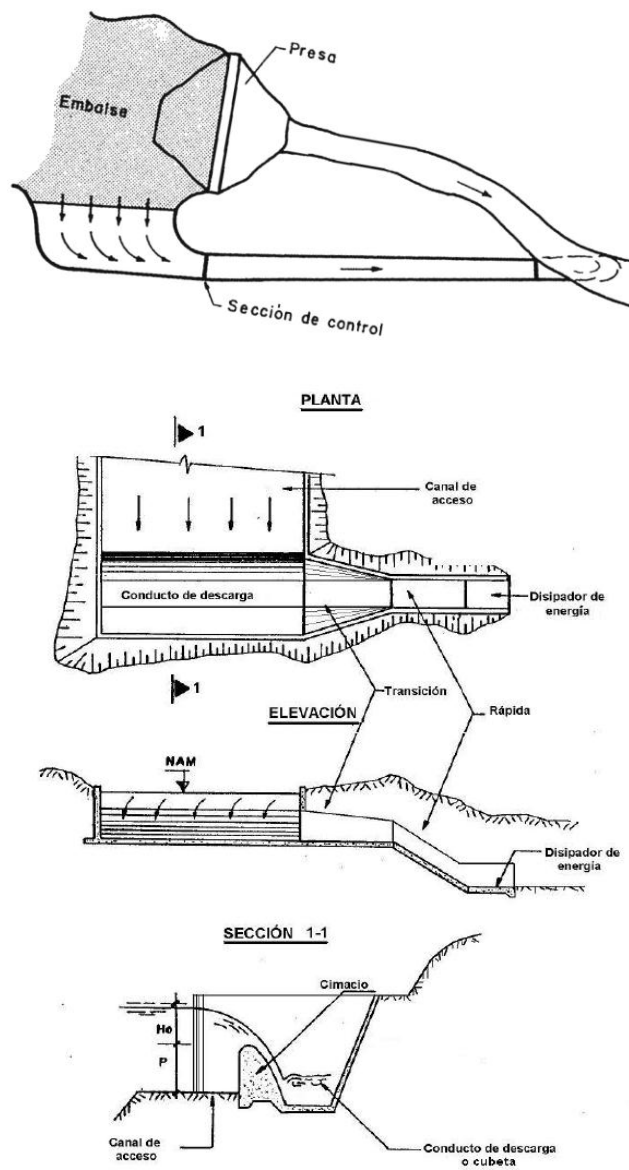 Presa
Embalse
Sección de control
PLANTA
1
Canal de
acceso
Conducto de descarga
Disipador de
energía
1
Transición
ELEVACIÓN
Rápida
NAM
Disipador de
energía
SECCIÓN 1-1
Cimacio
Ho
P
Canal de
acceso
Conducto de descarga
o cubeta